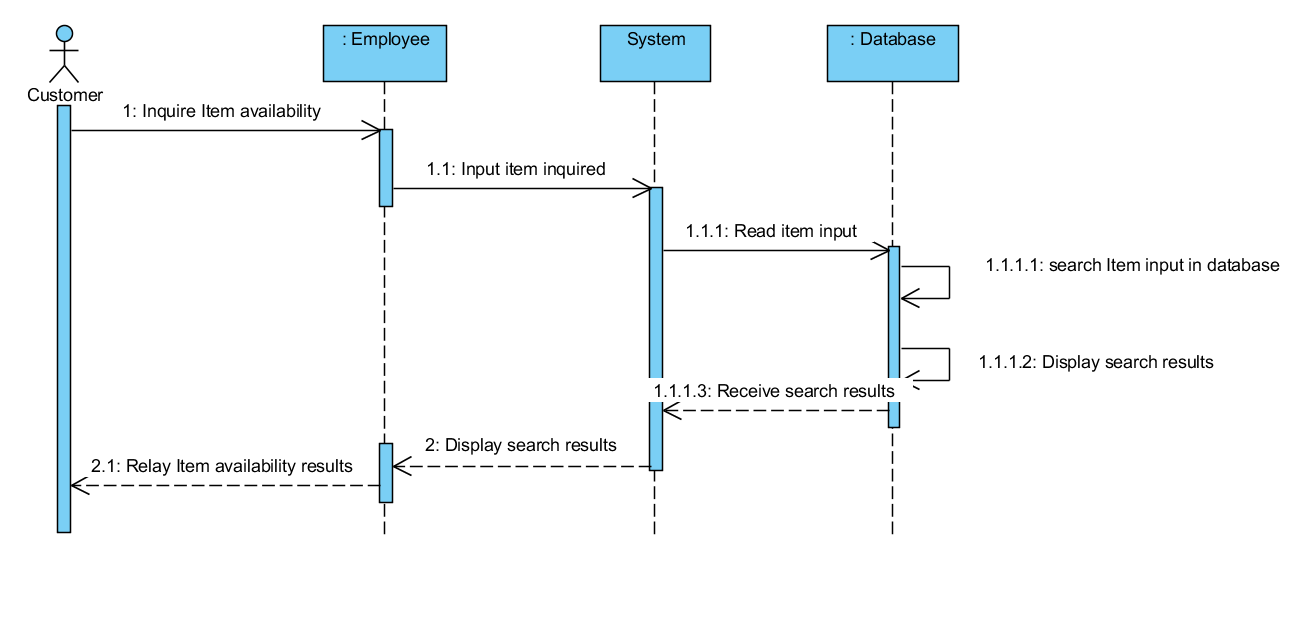 : Employee
System
: Database
Customer
1: Inquire Item availability
1.1: Input item inquired
1.1.1: Read item input
1.1.1.1: search Item input in database
1.1.1.2: Display search results
1.1.1.3: Receive search results
2: Display search results
2.1: Relay Item availability results